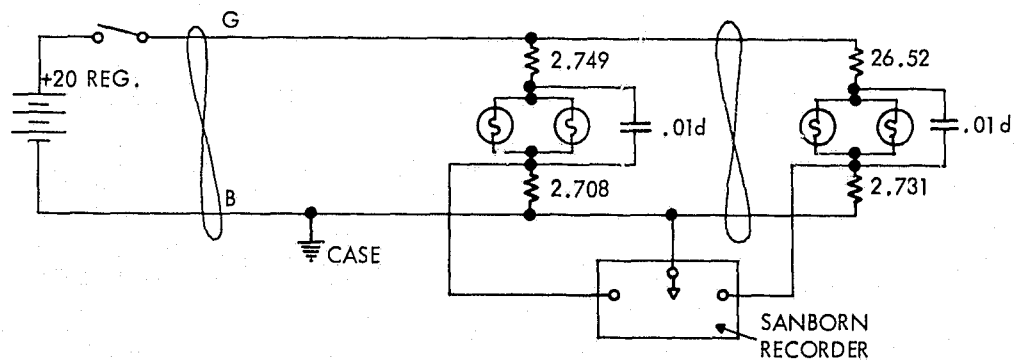 G
+20 REG.
2.749
26.52
.01d
.01d
2.708
2.731
B
CASE
SANBORN
RECORDER